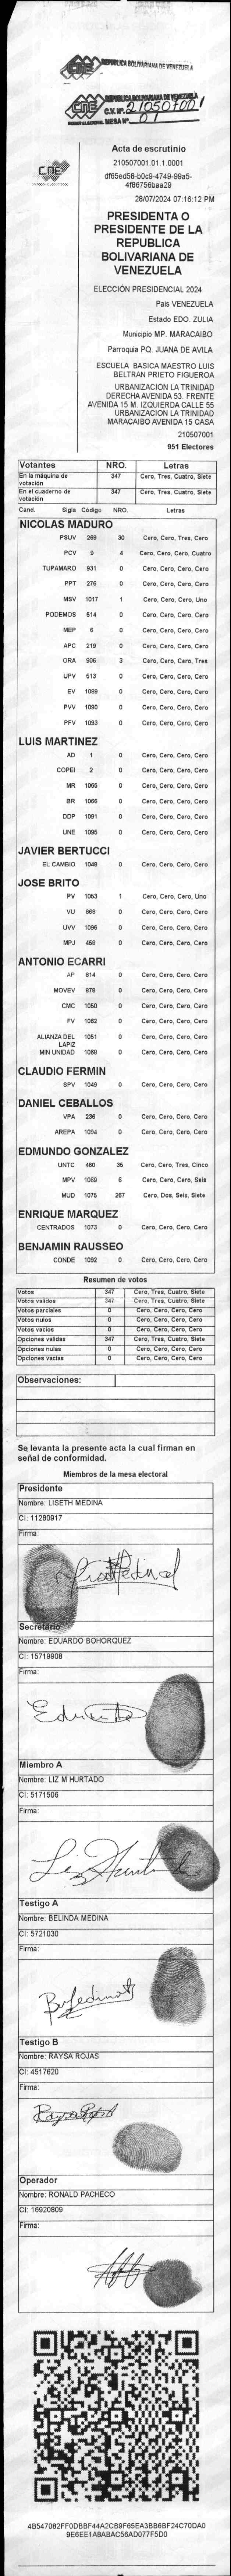 REPÚBLICA BOLIVARIANA DE VENEZUELA
CNE
REPÚBLICA BOLIVARIANA DE VENEZUELA
CNE C.V. Nº 210507001
MESA Nº 01
CNE
Acta de escrutinio
210507001.01.1.0001
df65ed58-b0c9-4749-99a5-
4f86756baa29
28/07/2024 07:16:12 PM
PRESIDENTA O
PRESIDENTE DE LA
REPUBLICA
BOLIVARIANA DE
VENEZUELA
ELECCIÓN PRESIDENCIAL 2024
Pais VENEZUELA
Estado EDO. ZULIA
Municipio MP. MARACAIBO
Parroquia PQ. JUANA DE AVILA
ESCUELA BASICA MAESTRO LUIS
BELTRAN PRIETO FIGUEROA
URBANIZACION LA TRINIDAD
DERECHA AVENIDA 53. FRENTE
AVENIDA 15 M. IZQUIERDA CALLE 55
URBANIZACION LA TRINIDAD
MARACAIBO AVENIDA 15 CASA
210507001
951 Electores
Votantes NRO. Letras
En la máquina de votación 347 Cero, Tres, Cuatro, Siete
En el cuaderno de votación 347 Cero, Tres, Cuatro, Siete
Cand. Sigla Código NRO. Letras
NICOLAS MADURO
PSUV 269 30 Cero, Cero, Tres, Cero
PCV 9 4 Cero, Cero, Cero, Cuatro
TUPAMARO 931 0 Cero, Cero, Cero, Cero
PPT 276 0 Cero, Cero, Cero, Cero
MSV 1017 1 Cero, Cero, Cero, Uno
PODEMOS 514 0 Cero, Cero, Cero, Cero
MEP 6 0 Cero, Cero, Cero, Cero
APC 219 0 Cero, Cero, Cero, Cero
ORA 906 3 Cero, Cero, Cero, Tres
UPV 513 0 Cero, Cero, Cero, Cero
EV 1089 0 Cero, Cero, Cero, Cero
PVV 1090 0 Cero, Cero, Cero, Cero
PFV 1093 0 Cero, Cero, Cero, Cero
LUIS MARTINEZ
AD 1 0 Cero, Cero, Cero, Cero
COPEI 2 0 Cero, Cero, Cero, Cero
MR 1065 0 Cero, Cero, Cero, Cero
BR 1066 0 Cero, Cero, Cero, Cero
DDP 1091 0 Cero, Cero, Cero, Cero
UNE 1095 0 Cero, Cero, Cero, Cero
JAVIER BERTUCCI
EL CAMBIO 1048 0 Cero, Cero, Cero, Cero
JOSE BRITO
PV 1053 1 Cero, Cero, Cero, Uno
VU 868 0 Cero, Cero, Cero, Cero
UVV 1096 0 Cero, Cero, Cero, Cero
MPJ 458 0 Cero, Cero, Cero, Cero
ANTONIO ECARRI
AP 814 0 Cero, Cero, Cero, Cero
MOVEV 878 0 Cero, Cero, Cero, Cero
CMC 1050 0 Cero, Cero, Cero, Cero
FV 1062 0 Cero, Cero, Cero, Cero
ALIANZA DEL LAPIZ 1051 0 Cero, Cero, Cero, Cero
MIN UNIDAD 1068 0 Cero, Cero, Cero, Cero
CLAUDIO FERMIN
SPV 1049 0 Cero, Cero, Cero, Cero
DANIEL CEBALLOS
VPA 236 0 Cero, Cero, Cero, Cero
AREPA 1094 0 Cero, Cero, Cero, Cero
EDMUNDO GONZALEZ
UNTC 460 35 Cero, Cero, Tres, Cinco
MPV 1069 6 Cero, Cero, Cero, Seis
MUD 1075 267 Cero, Dos, Seis, Siete
ENRIQUE MARQUEZ
CENTRADOS 1073 0 Cero, Cero, Cero, Cero
BENJAMIN RAUSSEO
CONDE 1092 0 Cero, Cero, Cero, Cero
Resumen de votos
Votos 347 Cero, Tres, Cuatro, Siete
Votos validos 347 Cero, Tres, Cuatro, Siete
Votos parciales 0 Cero, Cero, Cero, Cero
Votos nulos 0 Cero, Cero, Cero, Cero
Votos vacios 0 Cero, Cero, Cero, Cero
Opciones validas 347 Cero, Tres, Cuatro, Siete
Opciones nulas 0 Cero, Cero, Cero, Cero
Opciones vacias 0 Cero, Cero, Cero, Cero
Observaciones:
Se levanta la presente acta la cual firman en
señal de conformidad.
Miembros de la mesa electoral
Presidente
Nombre: LISETH MEDINA
CI: 11280917
Firma:
Secretario
Nombre: EDUARDO BOHORQUEZ
CI: 15719908
Firma:
Miembro A
Nombre: LIZ M HURTADO
CI: 5171506
Firma:
Liz Hurtado
Testigo A
Nombre: BELINDA MEDINA
CI: 5721030
Firma:
Testigo B
Nombre: RAYSA ROJAS
CI: 4517620
Firma:
Operador
Nombre: RONALD PACHECO
CI: 16920809
Firma:
4B547082FF0DBBF44A2CB9F65EA3BB6BF24C70DA0
9E6EE1A8ABAC56AD077F5D0